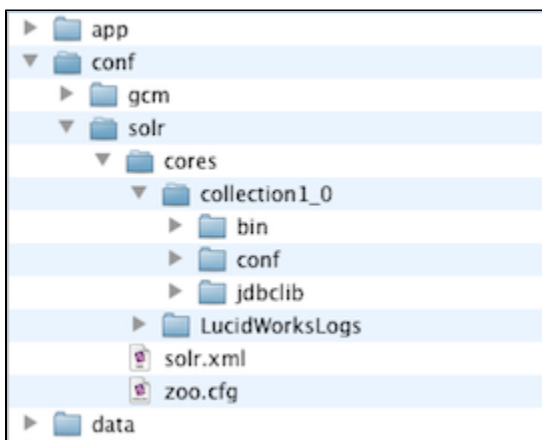 app
conf
gcm
solr
cores
collection1_0
bin
conf
jdbclib
LucidWorksLogs
solr.xml
zoo.cfg
data